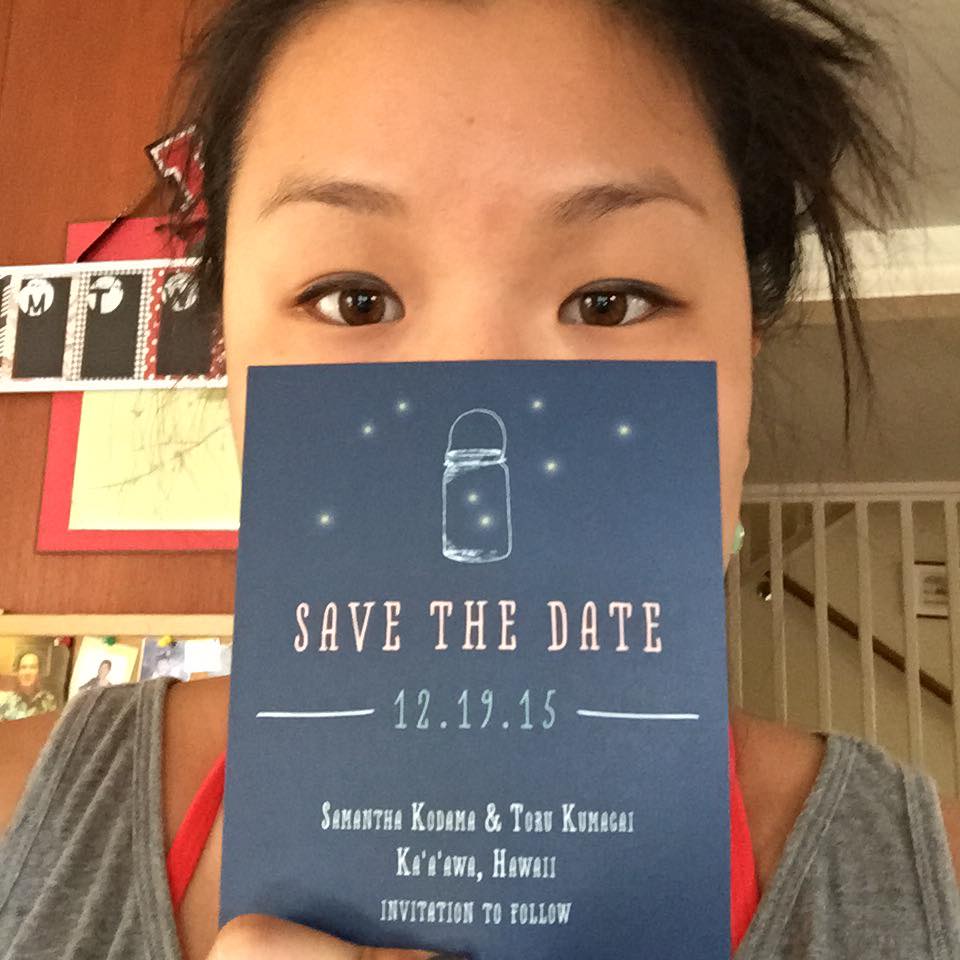 M T W
SAVE THE DATE
12.19.15
SAMANTHA KODAMA & TORU KUMAGAI
KA'A'AWA, HAWAII
INVITATION TO FOLLOW